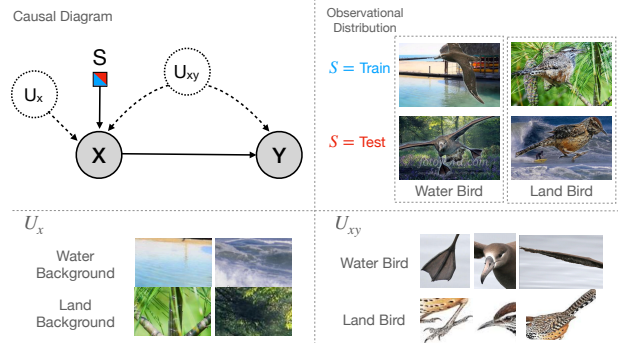 Causal Diagram
S
Uxy
Ux
X
Y
Observational
Distribution
S = Train
S = Test
Water Bird
Land Bird
Ux
Water
Background
Land
Background
Uxy
Water Bird
Land Bird